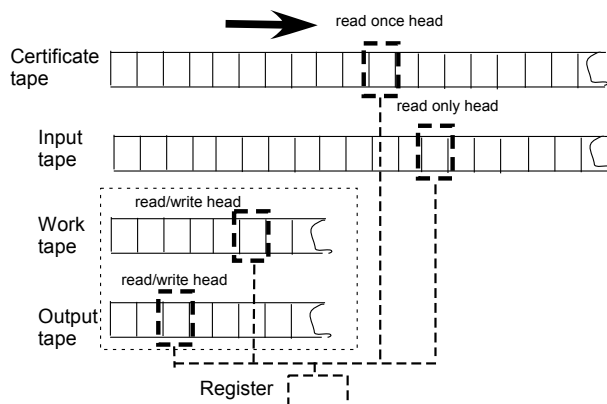 read once head
Certificate
tape
read only head
Input
tape
read/write head
Work
tape
read/write head
Output
tape
Register